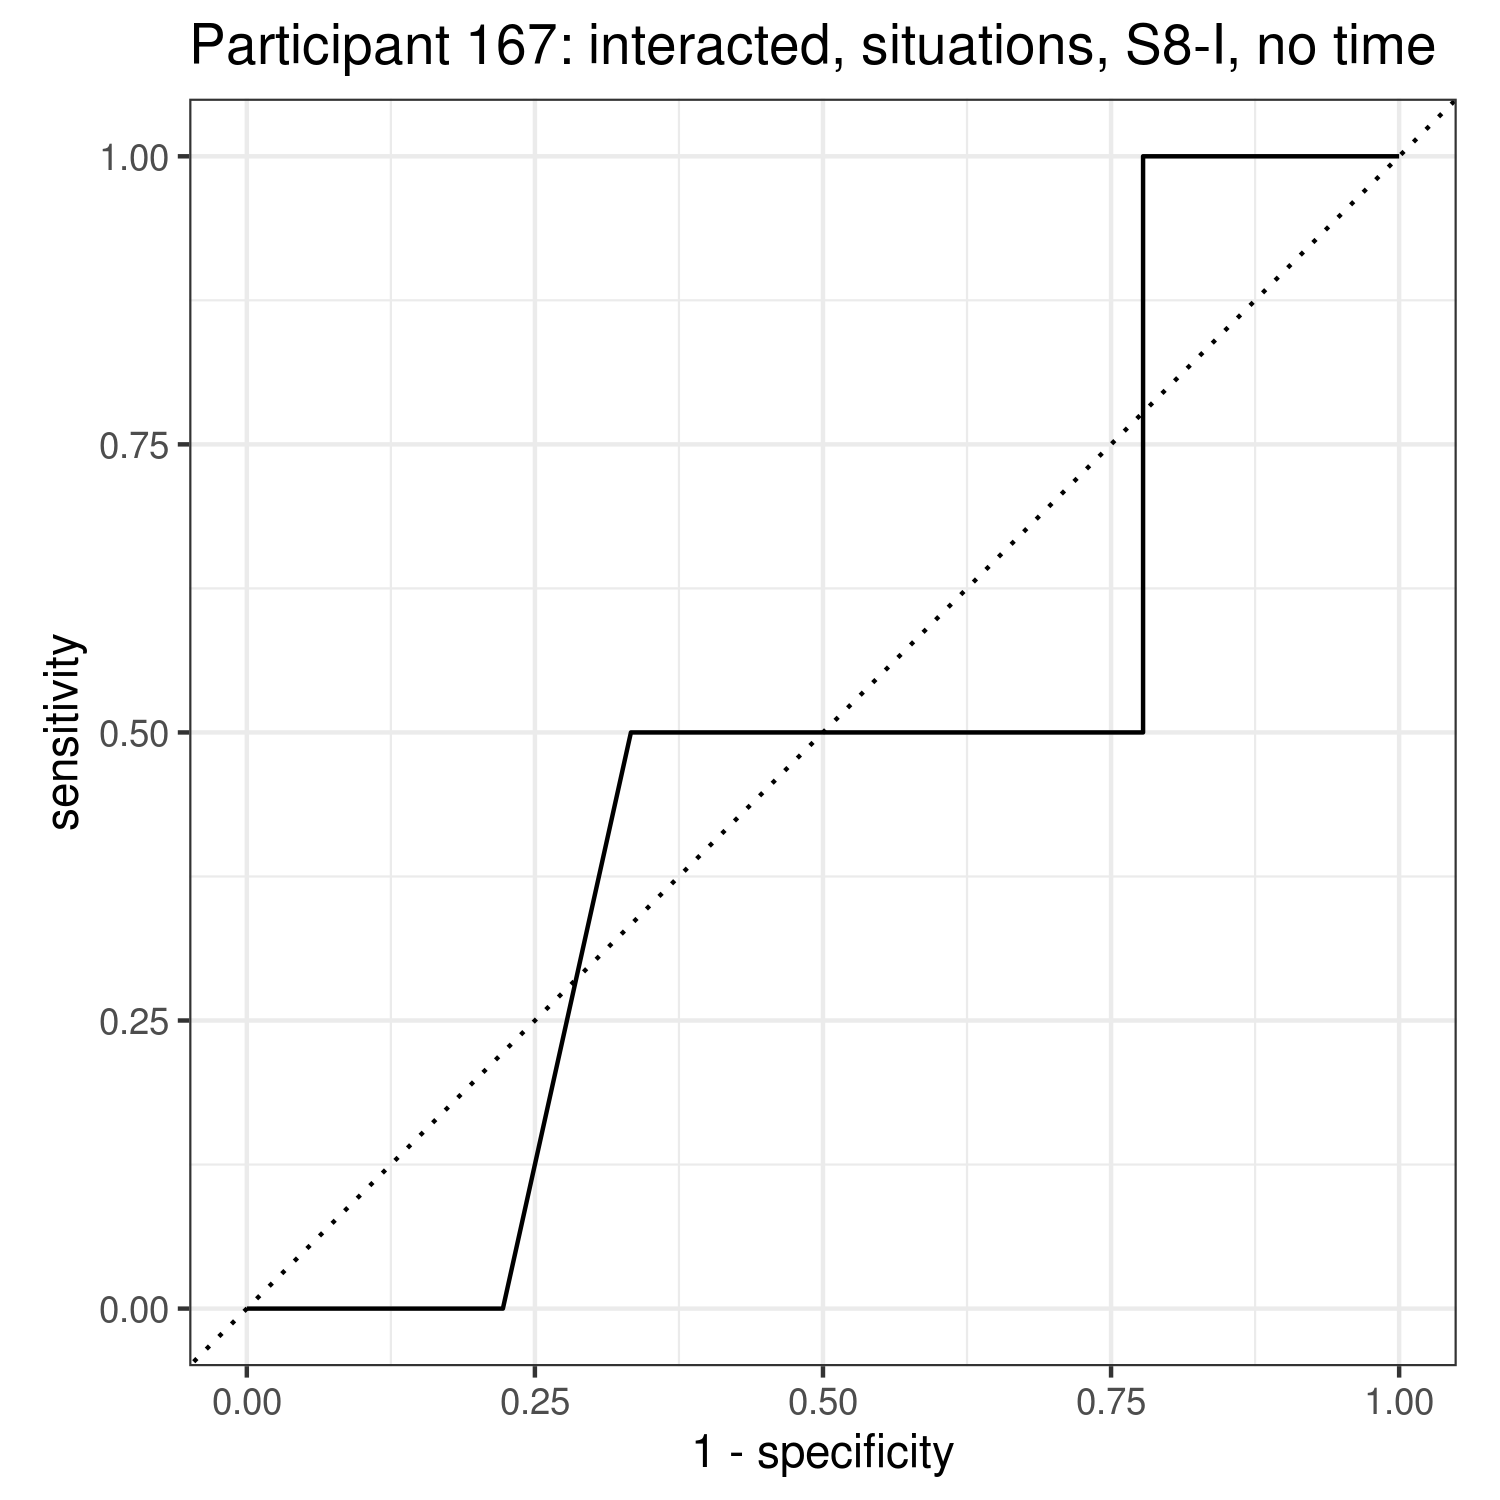 Participant 167: interacted, situations, S8-I, no time
1.00
0.75
0.50
0.25
0.00
sensitivity
0.00 0.25 0.50 0.75 1.00
1 - specificity